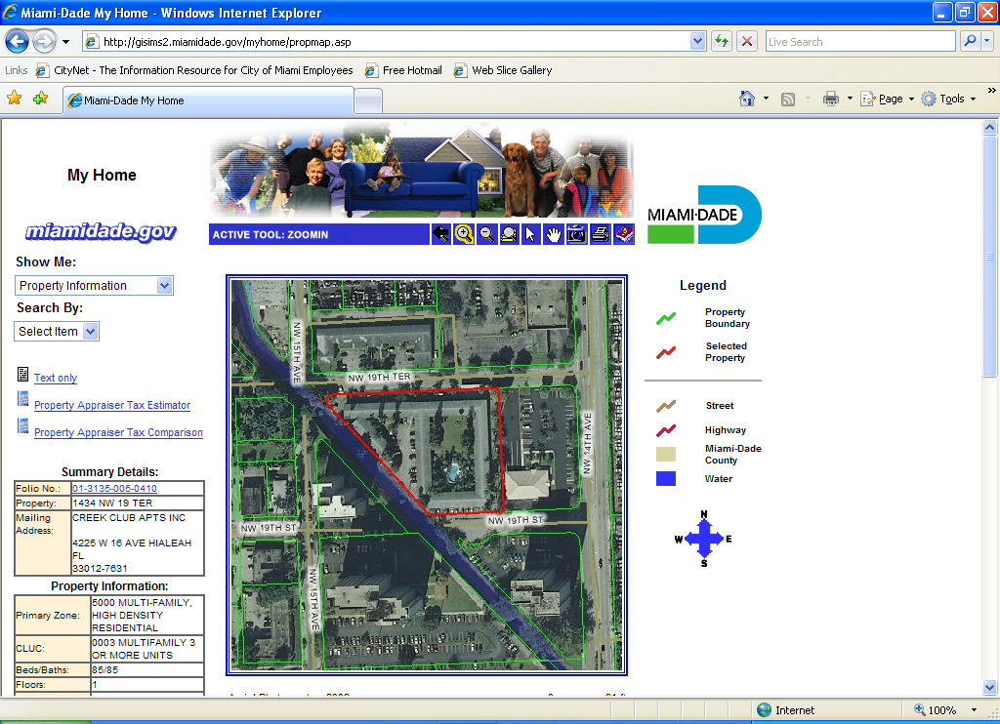 Miami-Dade My Home - Windows Internet Explorer
http://gisims2.miamidade.gov/myhome/propmap.asp
Live Search
Links
CityNet - The Information Resource for City of Miami Employees
Free Hotmail
Web Slice Gallery
Miami-Dade My Home
Page
Tools
My Home
miamidade.gov
ACTIVE TOOL: ZOOMIN
MIAMI-DADE
Show Me:
Property Information
Search By:
Select Item
Text only
Property Appraiser Tax Estimator
Property Appraiser Tax Comparison
Summary Details:
Folio No.: 01-3135-005-0410
Property: 1434 NW 19 TER
Mailing Address:
CREEK CLUB APTS INC
4225 W 16 AVE HIALEAH
FL
33012-7631
Property Information:
Primary Zone:
5000 MULTI-FAMILY,
HIGH DENSITY
RESIDENTIAL
CLUC:
0003 MULTIFAMILY 3
OR MORE UNITS
Beds/Baths: 85/85
Floors: 1
NW 15TH AVE
NW 19TH TER
NW 14TH AVE
NW 19TH ST
NW 19TH ST
NW 15TH AVE
Legend
Property
Boundary
Selected
Property
Street
Highway
Miami-Dade
County
Water
N
W E
S
Internet
100%